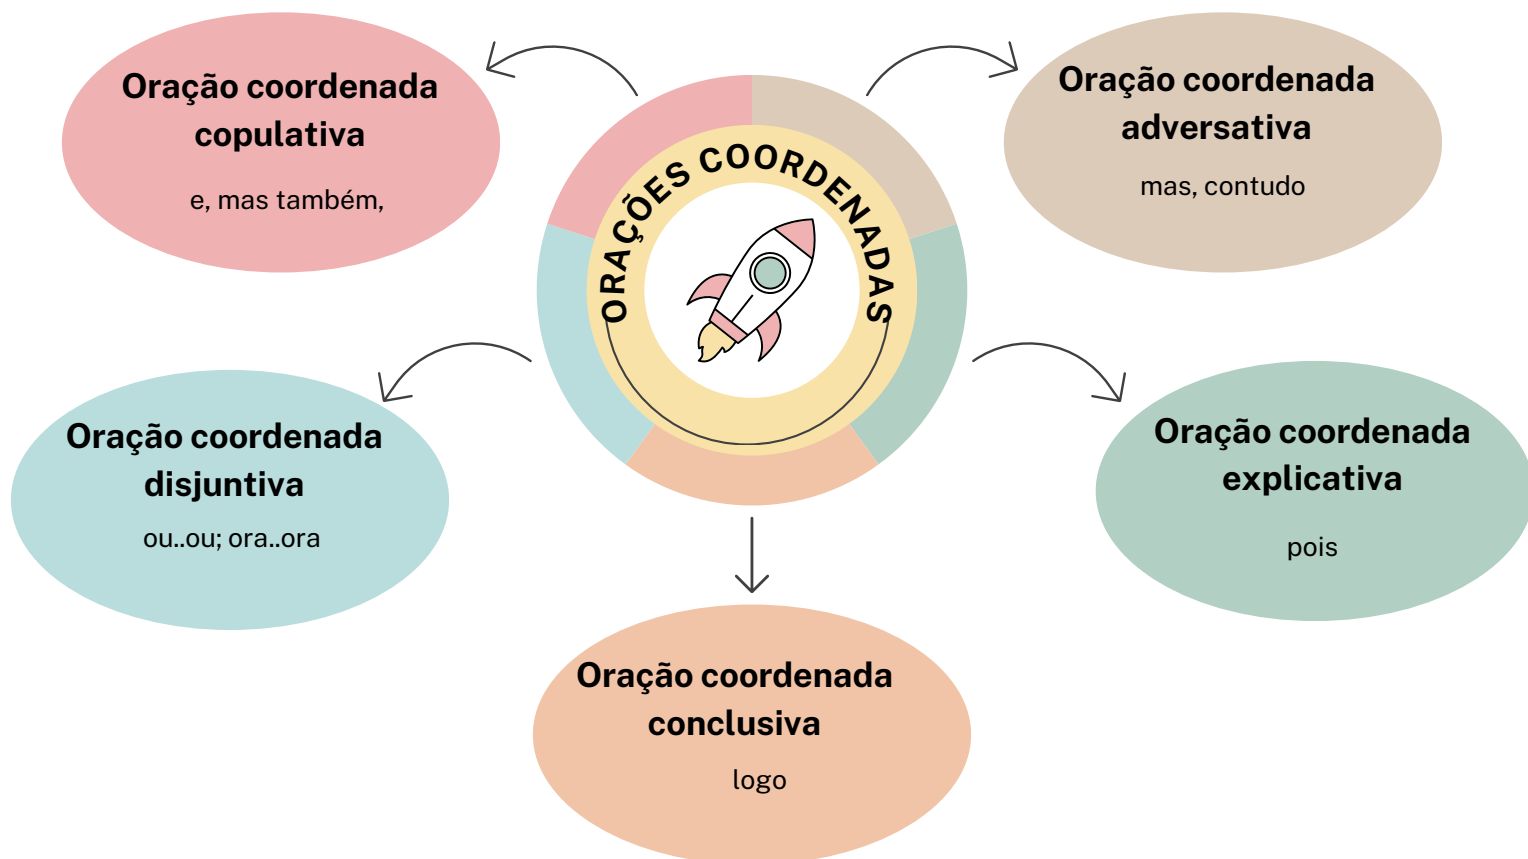 Oração coordenada
copulativa
e, mas também,
Oração coordenada
adversativa
mas, contudo
ORAÇÕES COORDENADAS
Oração coordenada
disjuntiva
ou..ou; ora..ora
Oração coordenada
explicativa
pois
Oração coordenada
conclusiva
logo